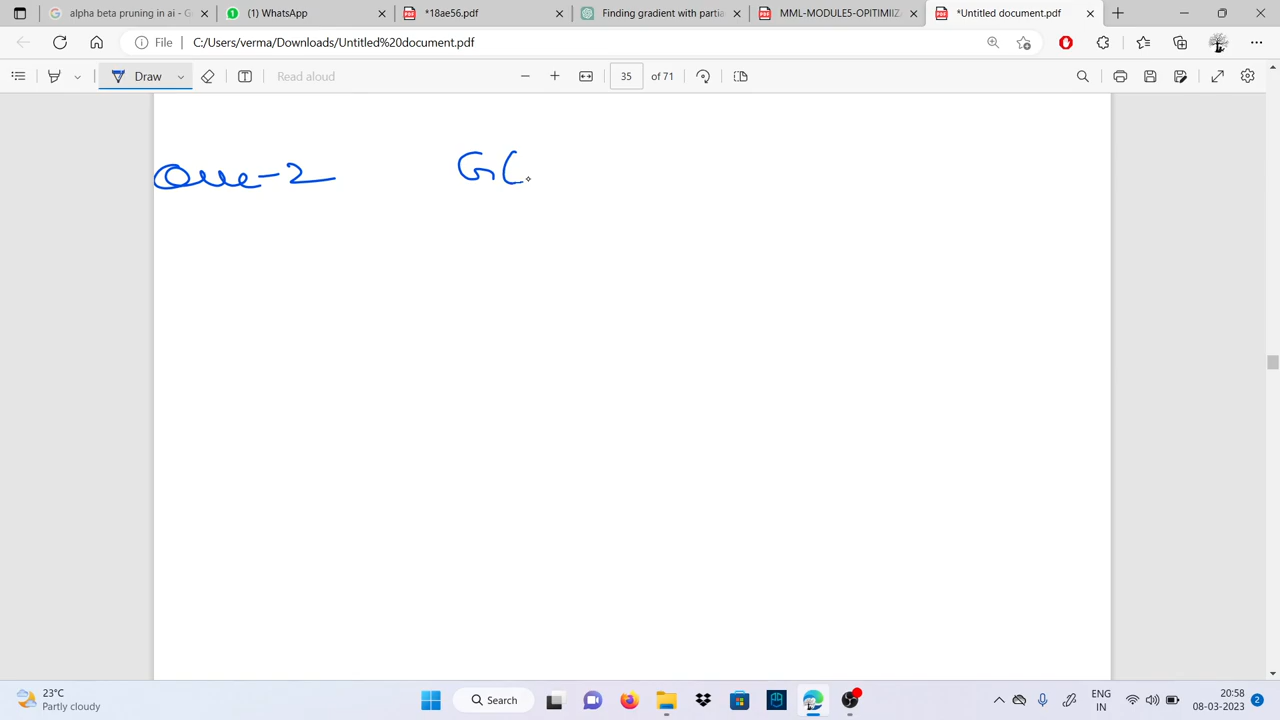 alpha beta pruning in ai - G
(1) WhatsApp
*18ae56.pdf
Finding gradient with partia
MML-MODULE5-OPITIMIIZ
*Untitled document.pdf
File
C:/Users/verma/Downloads/Untitled%20document.pdf
Draw
Read aloud
35 of 71
Que-2 G(
23°C
Partly Cloudy
Search
ENG
IN
20:58
08-03-2023
2